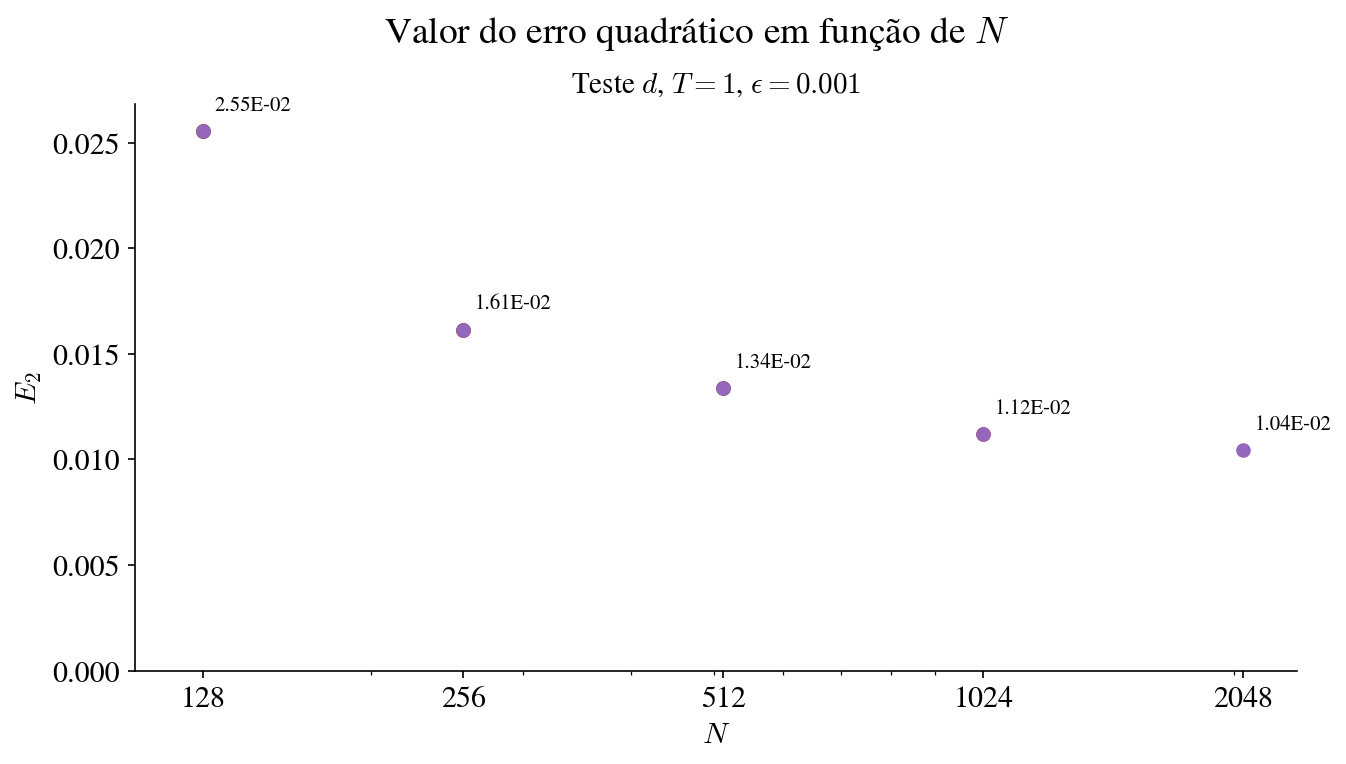 Valor do erro quadrático em função de N
Teste d, T = 1, ϵ = 0.001
2.55E-02
0.025
0.020
1.61E-02
0.015
1.34E-02
E₂
1.12E-02
1.04E-02
0.010
0.005
0.000
128 256 512 1024 2048
N